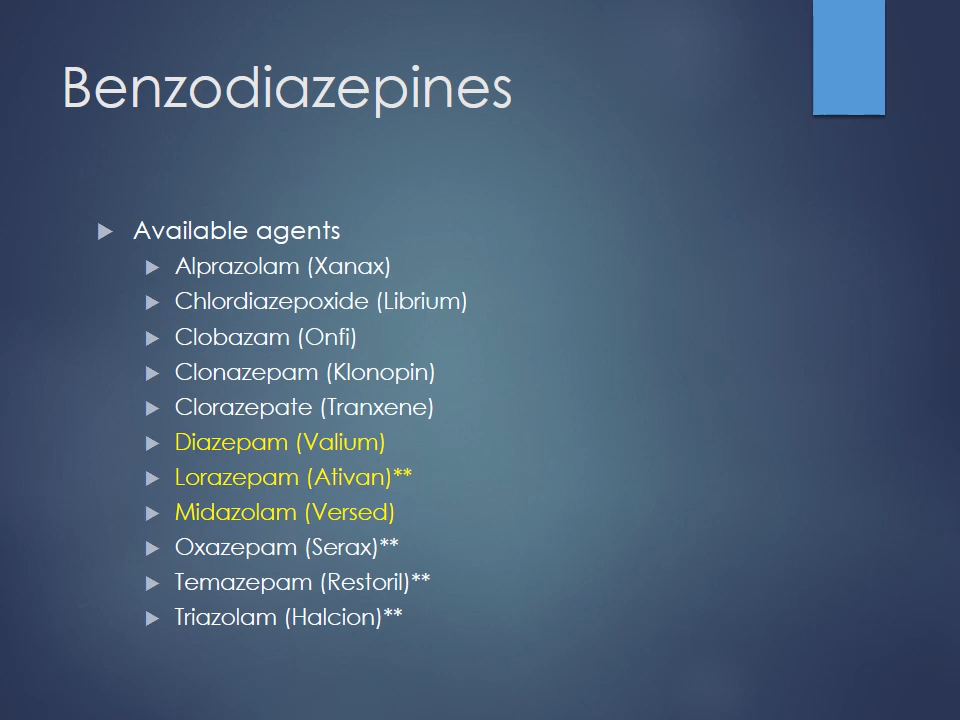 Benzodiazepines
Available agents
Alprazolam (Xanax)
Chlordiazepoxide (Librium)
Clobazam (Onfi)
Clonazepam (Klonopin)
Clorazepate (Tranxene)
Diazepam (Valium)
Lorazepam (Ativan)**
Midazolam (Versed)
Oxazepam (Serax)**
Temazepam (Restoril)**
Triazolam (Halcion)**